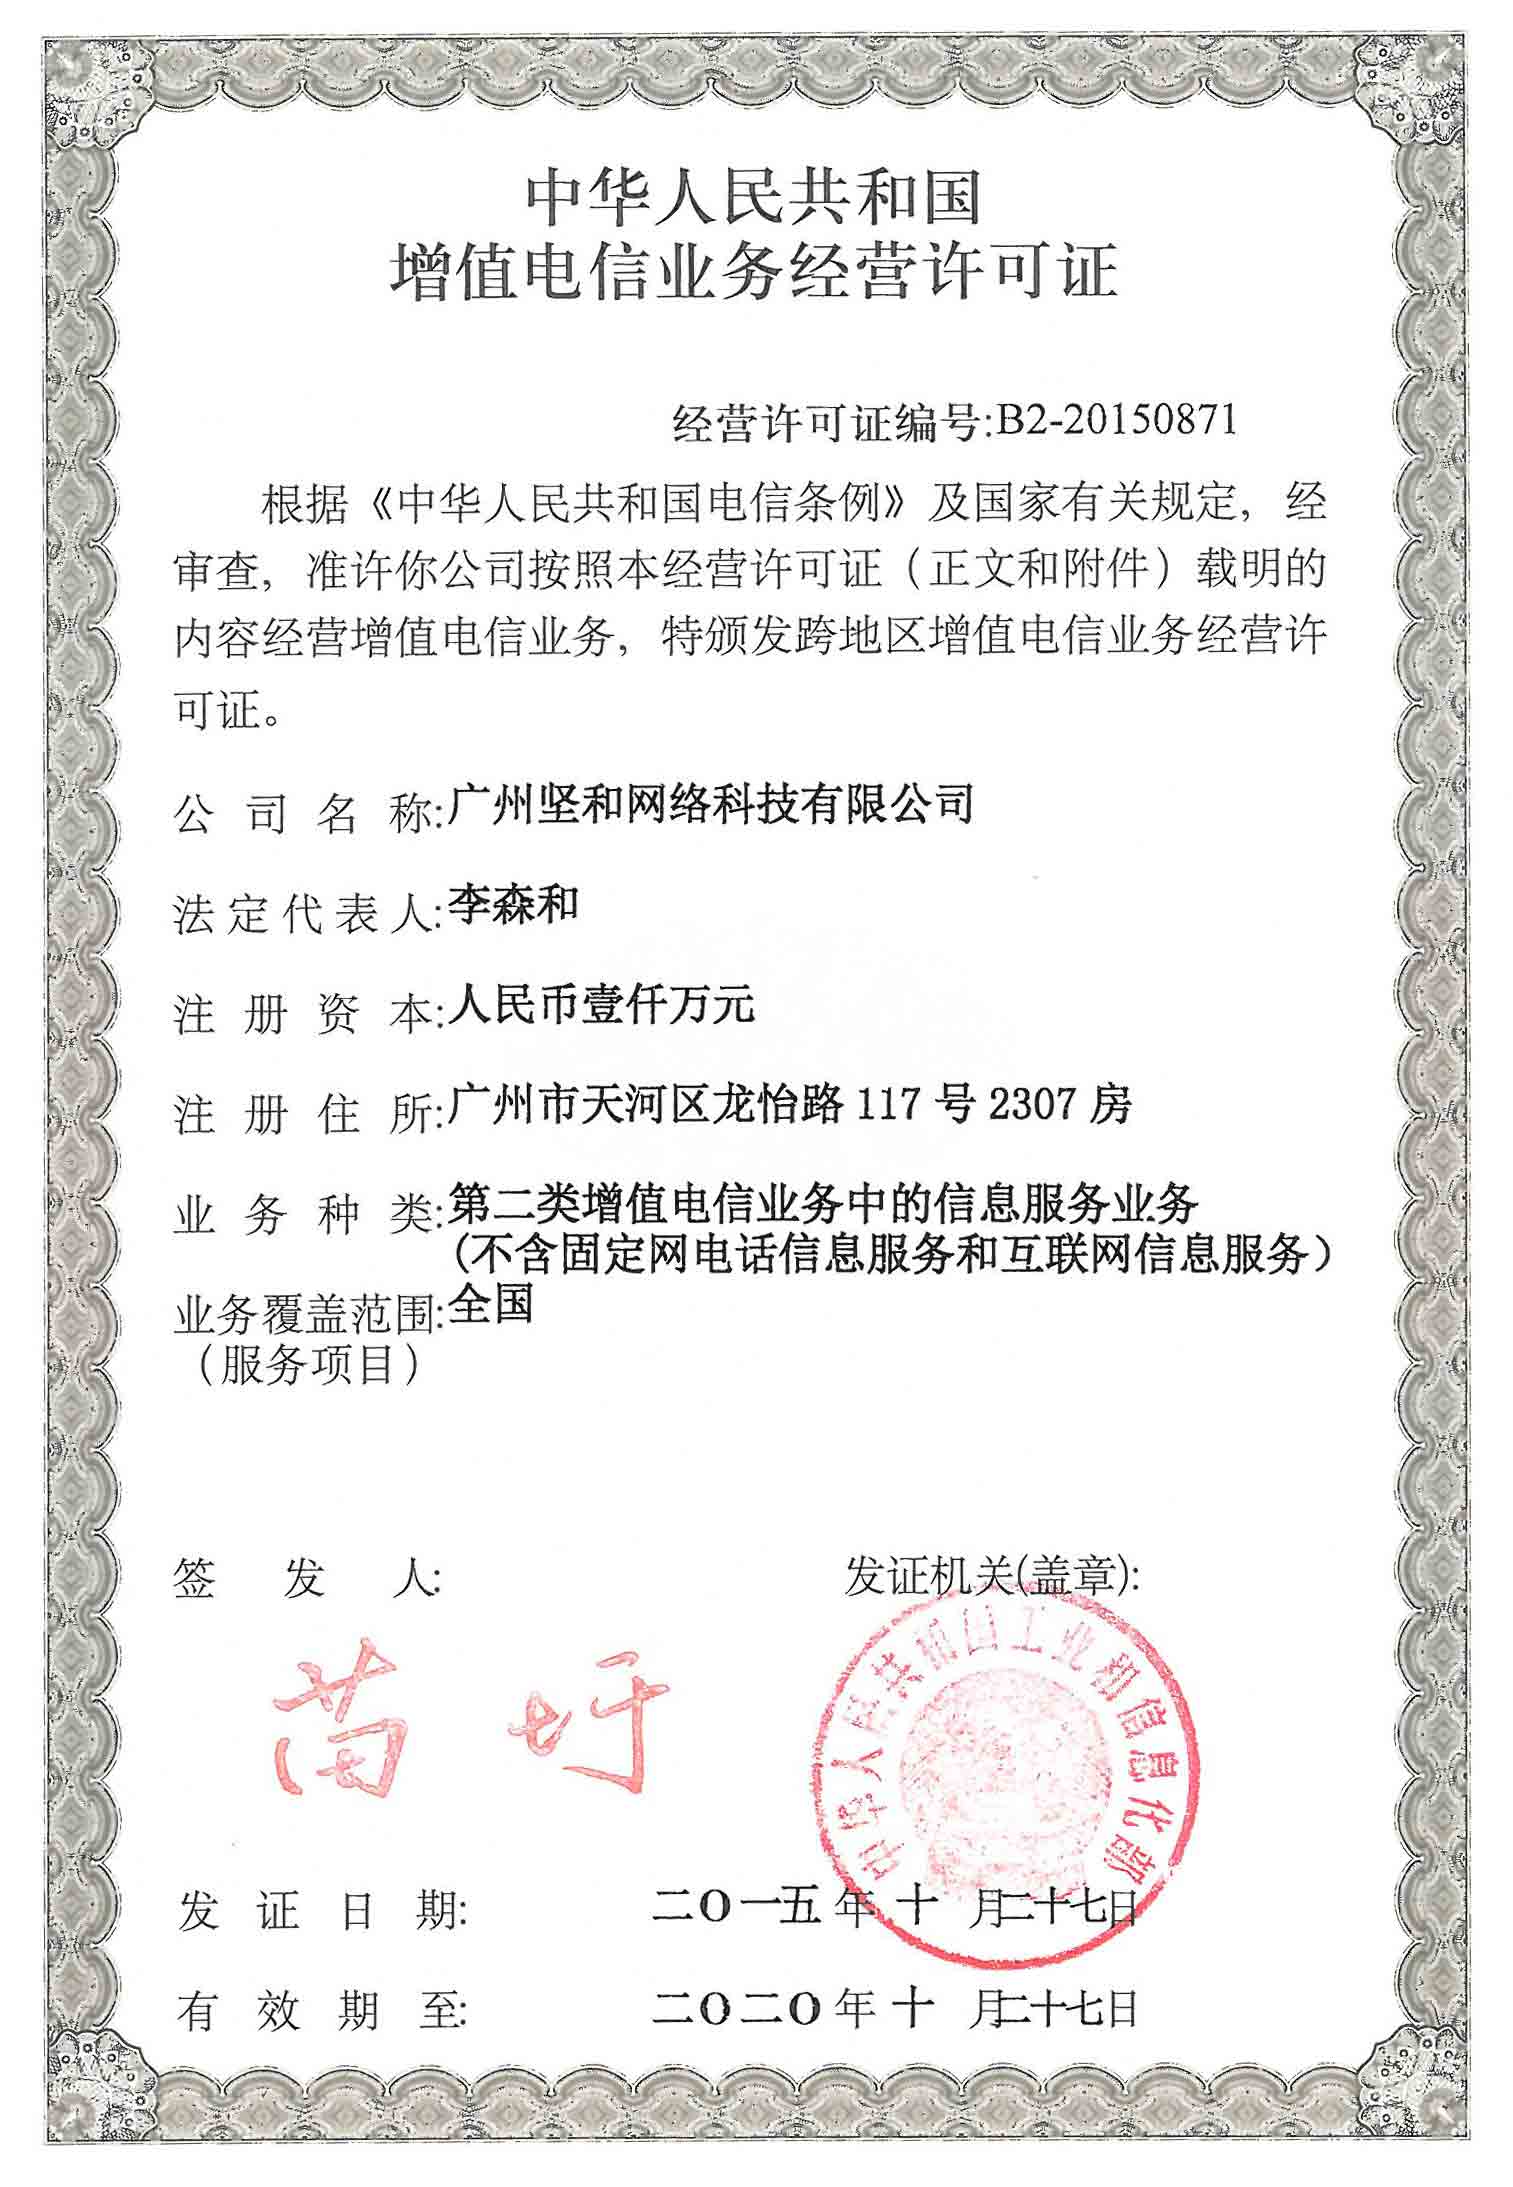 中华人民共和国
增值电信业务经营许可证
经营许可证编号:B2-20150871
根据《中华人民共和国电信条例》及国家有关规定，经
审查，准许你公司按照本经营许可证（正文和附件）载明的
内容经营增值电信业务，特颁发跨地区增值电信业务经营许
可证。
公司名称:广州坚和网络科技有限公司
法定代表人:李森和
注册资本:人民币壹仟万元
注册住所:广州市天河区龙怡路 117 号 2307 房
业务种类:第二类增值电信业务中的信息服务业务
(不含固定网电话信息服务和互联网信息服务）
业务覆盖范围:全国
（服务项目）
签发人:
发证机关(盖章):
苗圩
中华人民共和国工业和信息化部
发证日期: 二O一五年十月二十七日
有效期至: 二O二O年十月二十七日